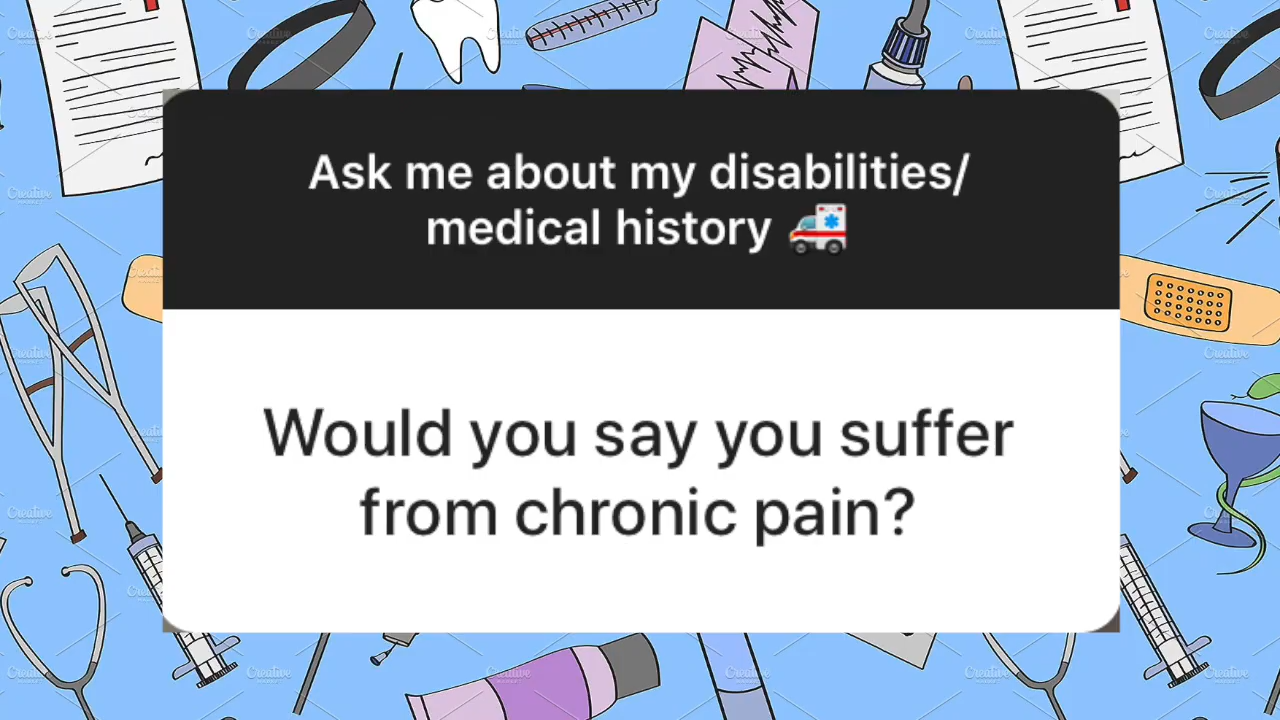 Ask me about my disabilities/
medical history 🚑
Would you say you suffer
from chronic pain?